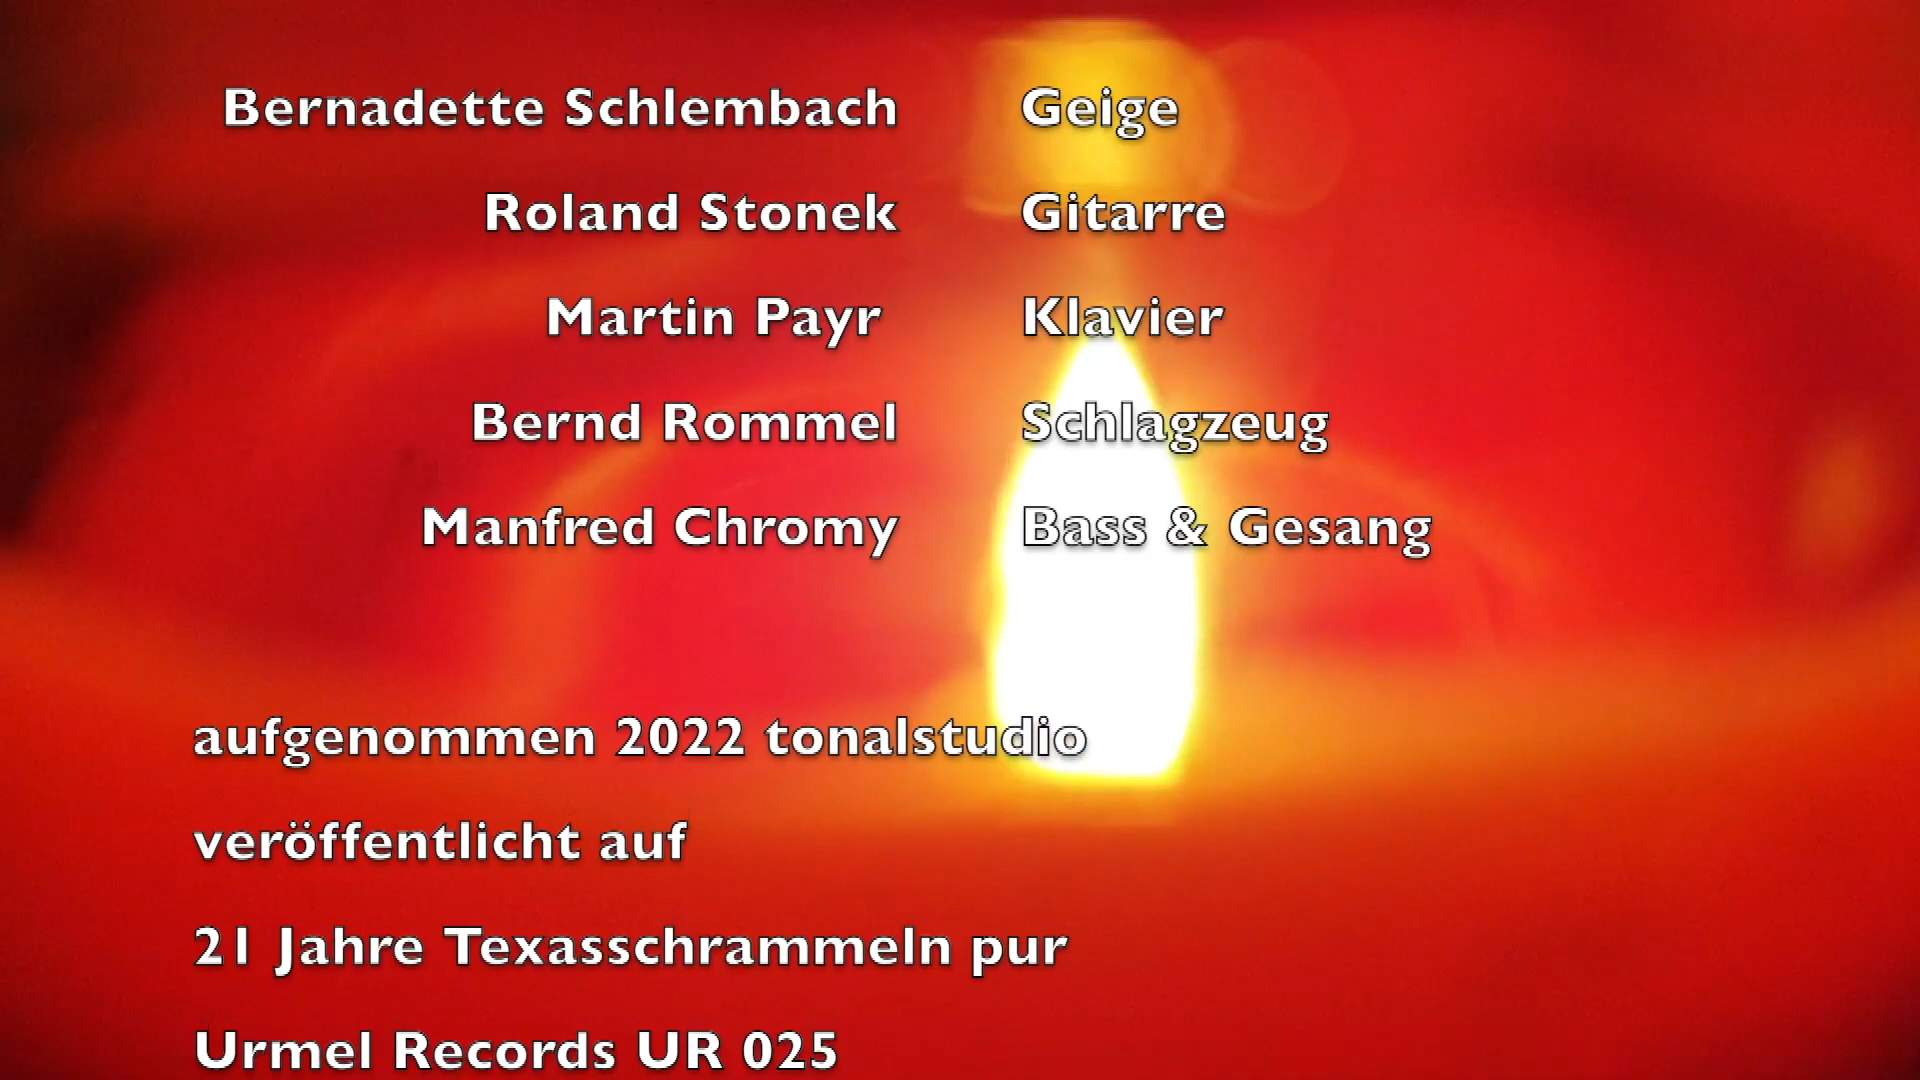 Bernadette Schlembach Geige
Roland Stonek Gitarre
Martin Payr Klavier
Bernd Rommel Schlagzeug
Manfred Chromy Bass & Gesang
aufgenommen 2022 tonalstudio
veröffentlicht auf
21 Jahre Texasschrammeln pur
Urmel Records UR 025